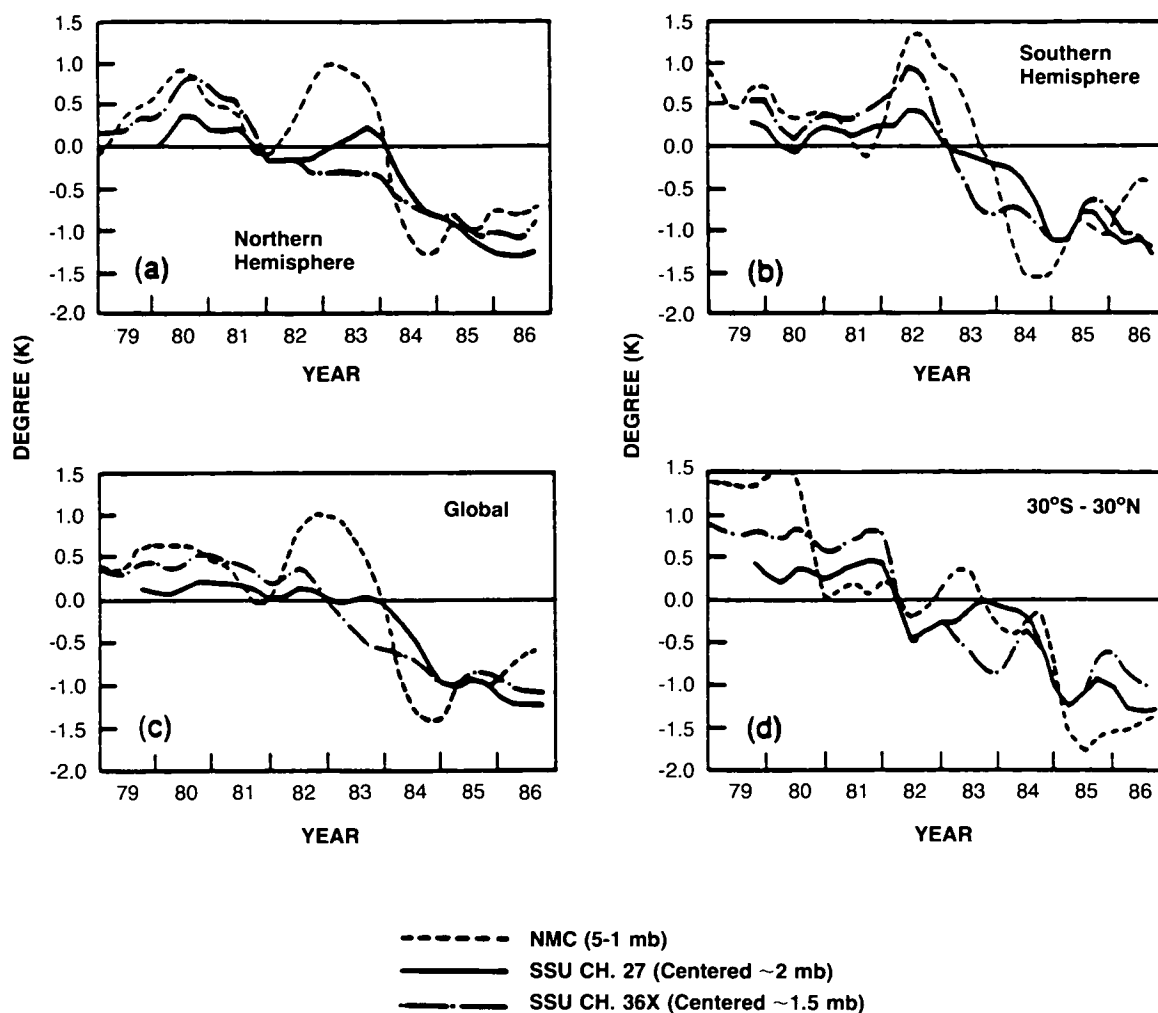 1.5
1.0
0.5
0.0
-0.5
-1.0
-1.5
-2.0
Northern
Hemisphere
(a)
79 80 81 82 83 84 85 86
YEAR
1.5
1.0
0.5
0.0
-0.5
-1.0
-1.5
-2.0
Southern
Hemisphere
(b)
79 80 81 82 83 84 85 86
YEAR
DEGREE (K)
DEGREE (K)
1.5
1.0
0.5
0.0
-0.5
-1.0
-1.5
-2.0
Global
(c)
79 80 81 82 83 84 85 86
YEAR
1.5
1.0
0.5
0.0
-0.5
-1.0
-1.5
-2.0
30°S - 30°N
(d)
79 80 81 82 83 84 85 86
YEAR
NMC (5-1 mb)
SSU CH. 27 (Centered ~2 mb)
SSU CH. 36X (Centered ~1.5 mb)